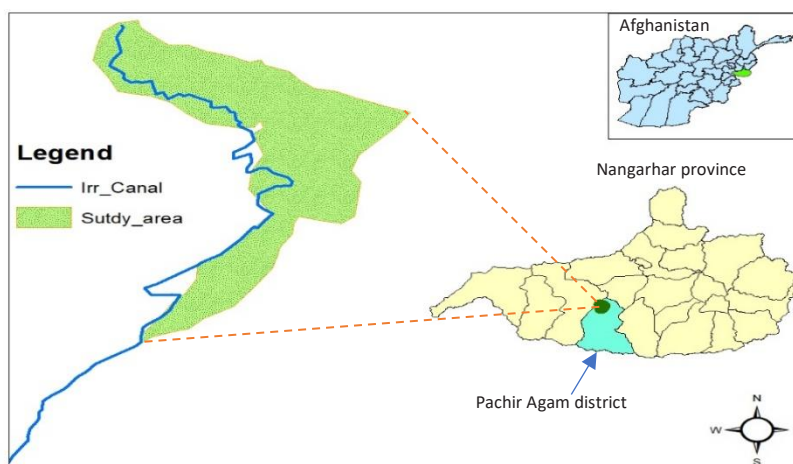 Afghanistan
Legend
Irr_Canal
Sutdy_area
Nangarhar province
Pachir Agam district
N
W
S